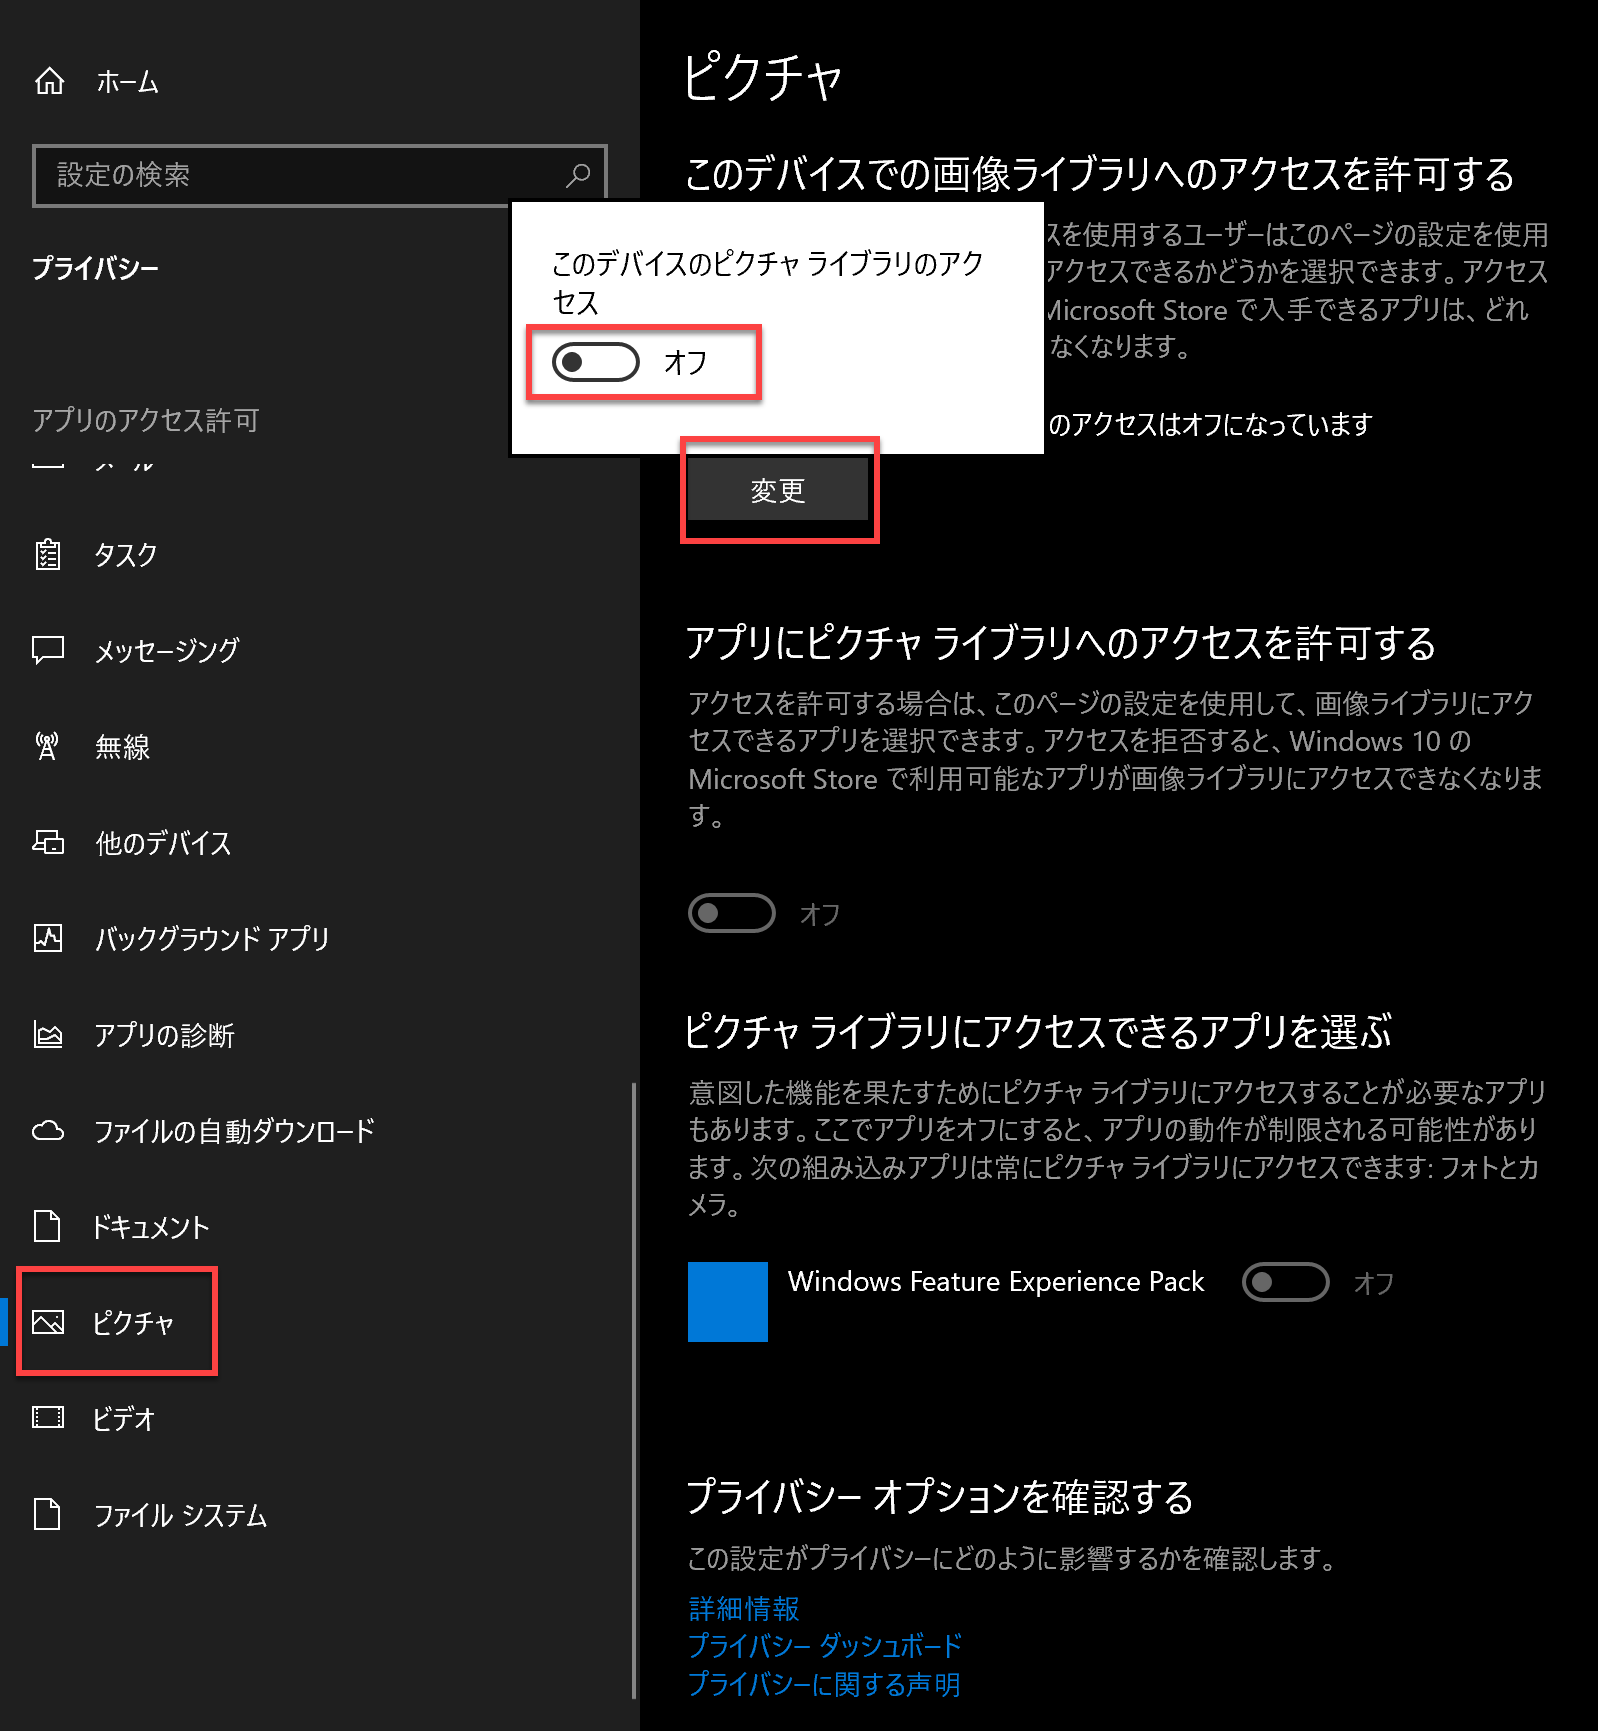 ホーム
設定の検索
プライバシー
アプリのアクセス許可
メール
タスク
メッセージング
無線
他のデバイス
バックグラウンド アプリ
アプリの診断
ファイルの自動ダウンロード
ドキュメント
ピクチャ
ビデオ
ファイル システム
ピクチャ
このデバイスでの画像ライブラリへのアクセスを許可する
スを使用するユーザーはこのページの設定を使用
アクセスできるかどうかを選択できます。アクセス
Microsoft Store で入手できるアプリは、どれ
なくなります。
のアクセスはオフになっています
このデバイスのピクチャ ライブラリのアク
セス
オフ
変更
アプリにピクチャ ライブラリへのアクセスを許可する
アクセスを許可する場合は、このページの設定を使用して、画像ライブラリにアク
セスできるアプリを選択できます。アクセスを拒否すると、Windows 10 の
Microsoft Store で利用可能なアプリが画像ライブラリにアクセスできなくなりま
す。
オフ
ピクチャ ライブラリにアクセスできるアプリを選ぶ
意図した機能を果たすためにピクチャ ライブラリにアクセスすることが必要なアプリ
もあります。ここでアプリをオフにすると、アプリの動作が制限される可能性があり
ます。次の組み込みアプリは常にピクチャ ライブラリにアクセスできます: フォトとカ
メラ。
Windows Feature Experience Pack
オフ
プライバシー オプションを確認する
この設定がプライバシーにどのように影響するかを確認します。
詳細情報
プライバシー ダッシュボード
プライバシーに関する声明